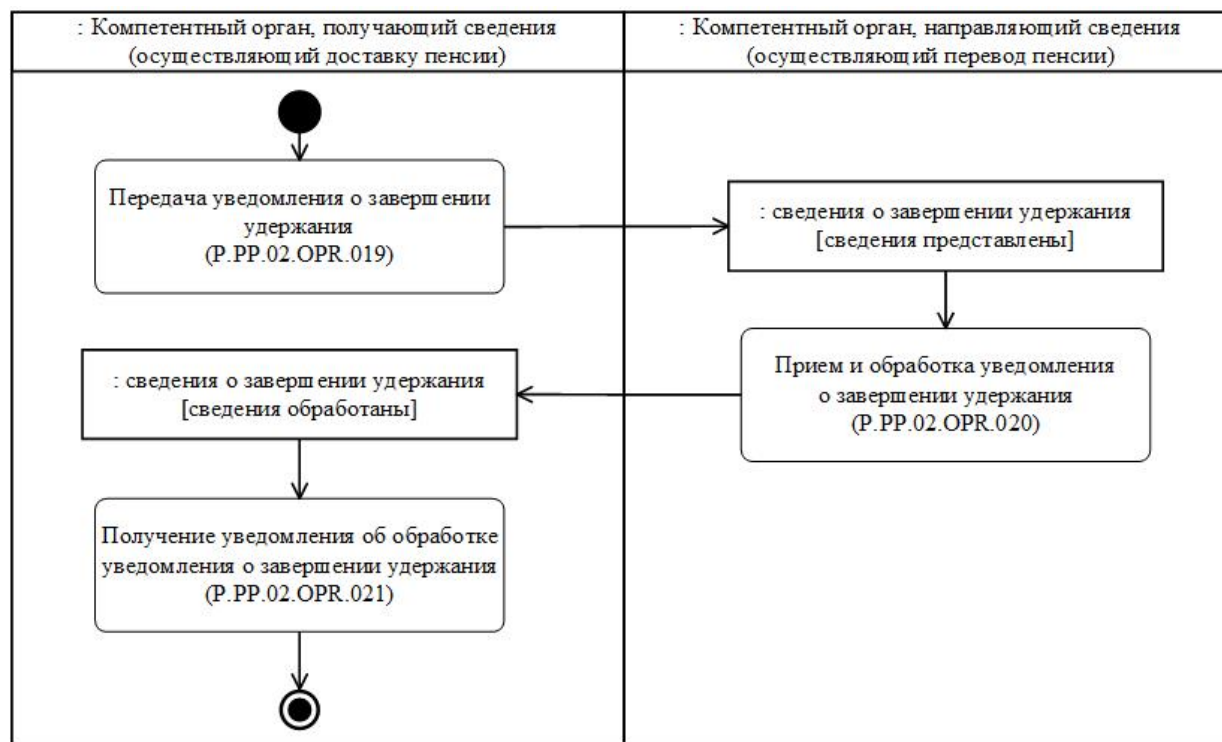 : Компетентный орган, получающий сведения
(осуществляющий доставку пенсии)
: Компетентный орган, направляющий сведения
(осуществляющий перевод пенсии)
Передача уведомления о завершении
удержания
(P.PP.02.OPR.019)
: сведения о завершении удержания
[сведения представлены]
Прием и обработка уведомления
о завершении удержания
(P.PP.02.OPR.020)
: сведения о завершении удержания
[сведения обработаны]
Получение уведомления об обработке
уведомления о завершении удержания
(P.PP.02.OPR.021)